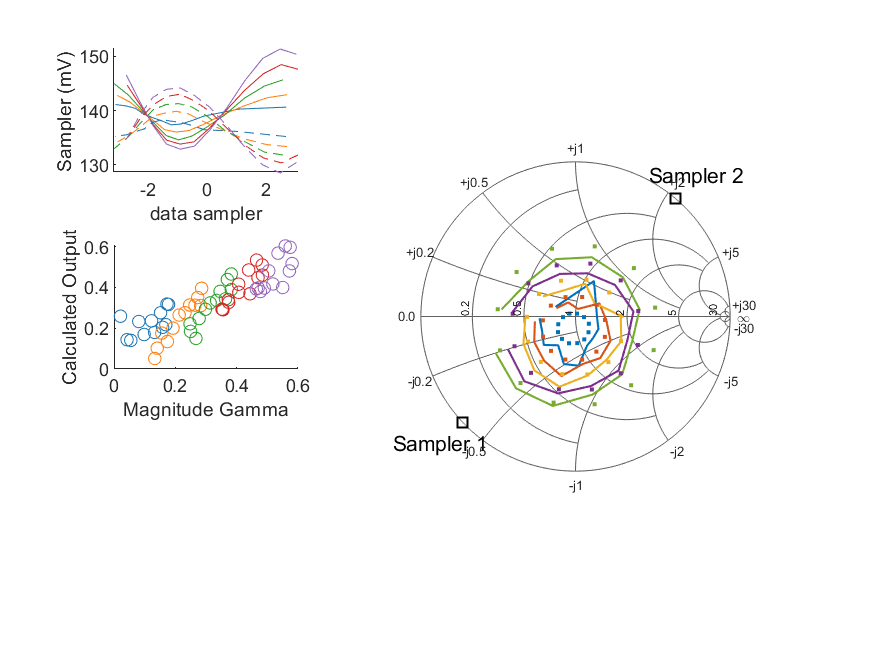 Sampler (mV)
150
140
130
-2 0 2
data sampler
Calculated Output
0.6
0.4
0.2
0
0 0.2 0.4 0.6
Magnitude Gamma
+j1
+j0.5
+j2
Sampler 2
+j0.2
+j5
0.0
0.2
0.5
1
2
5
30
+j30
∞
-j30
-j0.2
-j5
Sampler 1
-j0.5
-j2
-j1